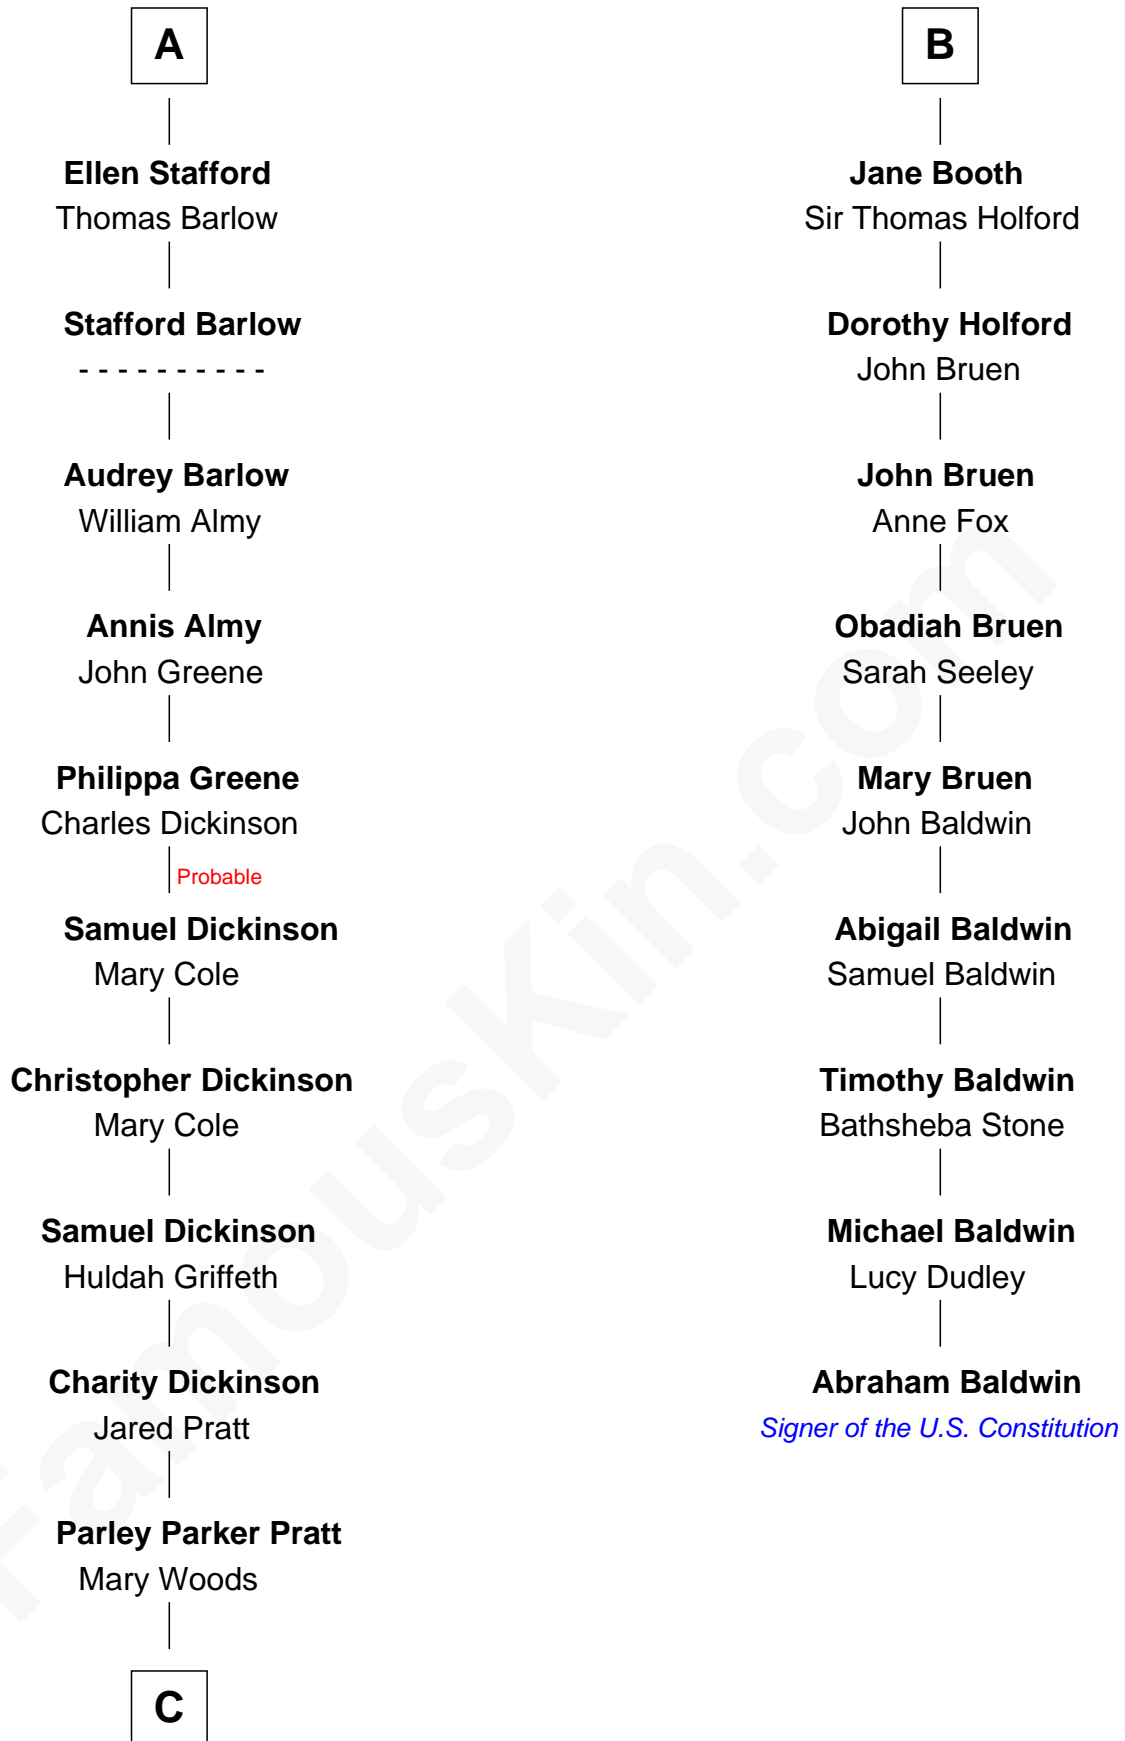 A
Ellen Stafford
Thomas Barlow
Stafford Barlow
- - - - - - - - - -
Audrey Barlow
William Almy
Annis Almy
John Greene
Philippa Greene
Charles Dickinson
Probable
Samuel Dickinson
Mary Cole
Christopher Dickinson
Mary Cole
Samuel Dickinson
Huldah Griffeth
Charity Dickinson
Jared Pratt
Parley Parker Pratt
Mary Woods
C
B
Jane Booth
Sir Thomas Holford
Dorothy Holford
John Bruen
John Bruen
Anne Fox
Obadiah Bruen
Sarah Seeley
Mary Bruen
John Baldwin
Abigail Baldwin
Samuel Baldwin
Timothy Baldwin
Bathsheba Stone
Michael Baldwin
Lucy Dudley
Abraham Baldwin
Signer of the U.S. Constitution
FamousKin.com